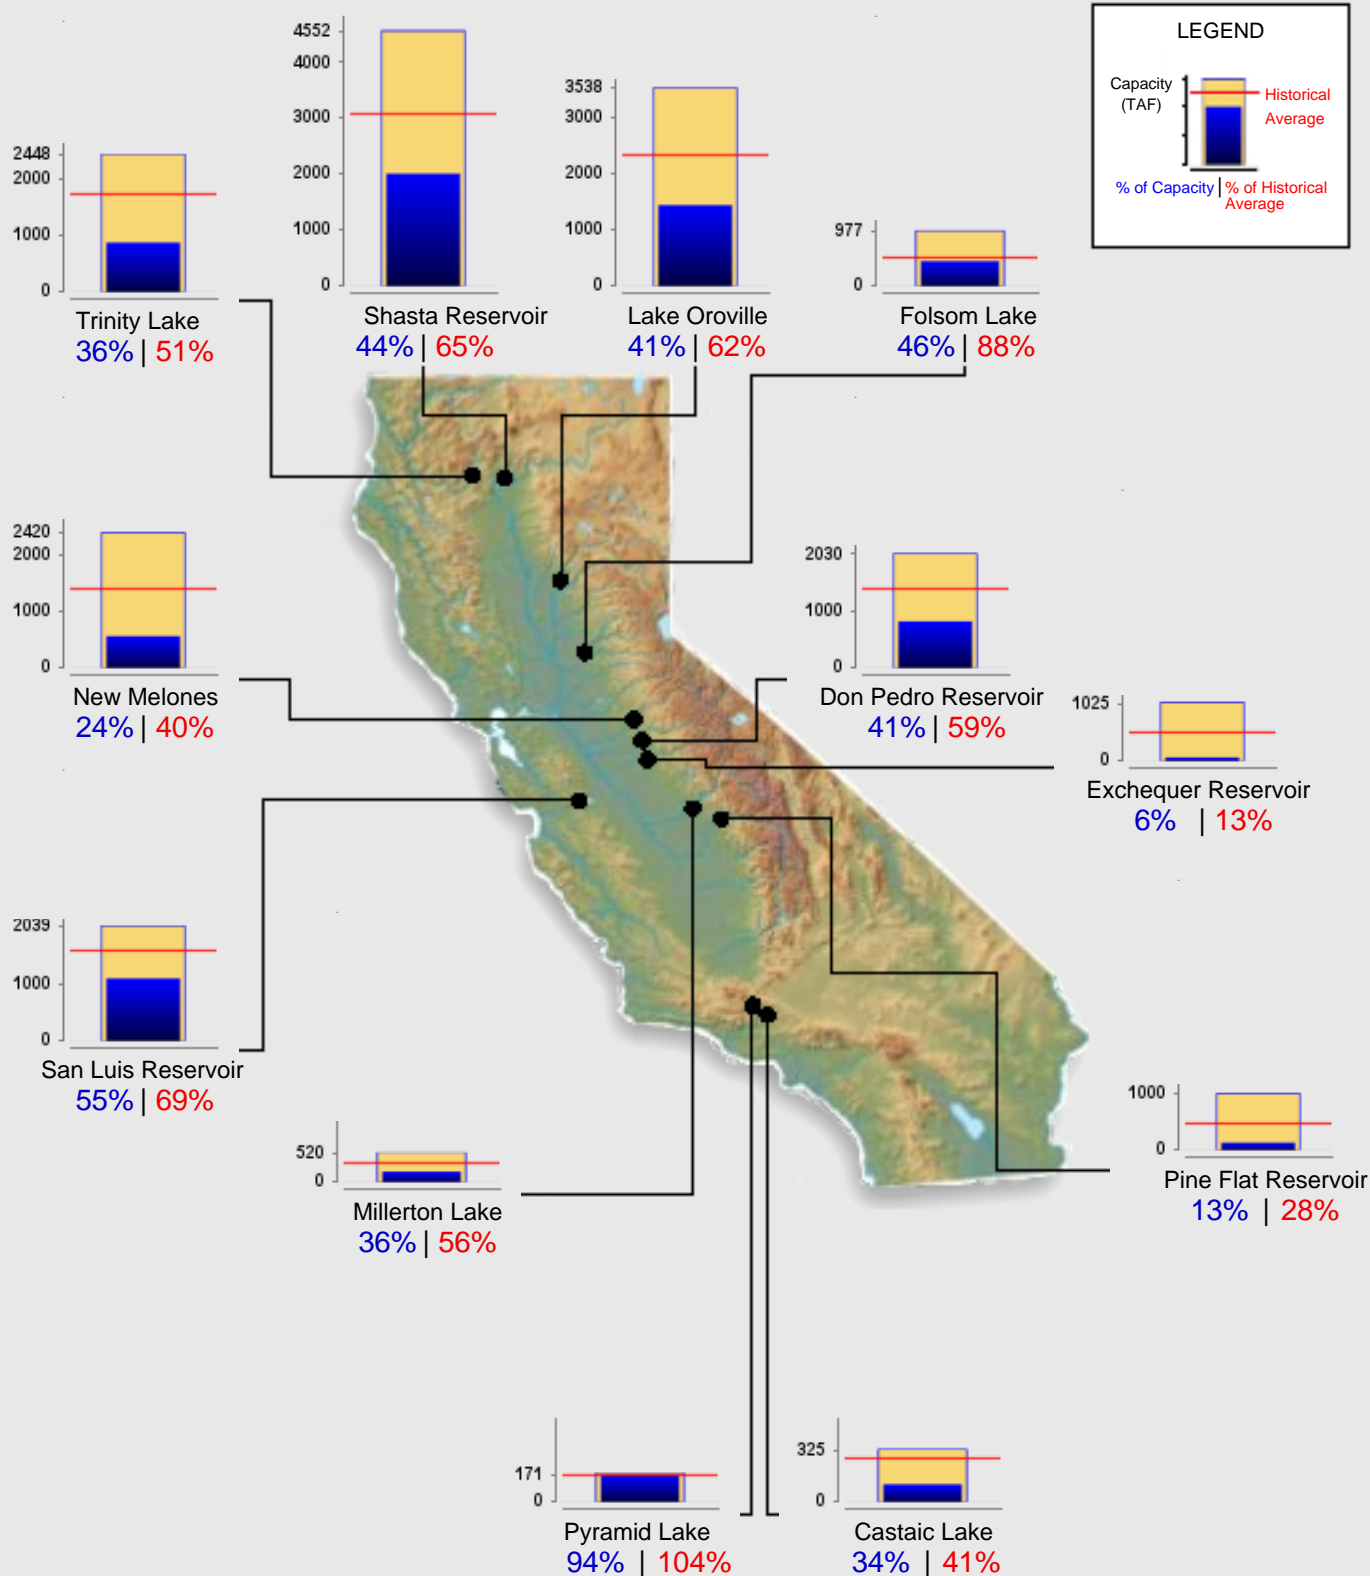 LEGEND
Capacity
(TAF)
Historical
Average
% of Capacity | % of Historical
Average
4552
4000
3000
2000
1000
0
Shasta Reservoir
44% | 65%
3538
3000
2000
1000
0
Lake Oroville
41% | 62%
2448
2000
1000
0
Trinity Lake
36% | 51%
977
0
Folsom Lake
46% | 88%
2420
2000
1000
0
New Melones
24% | 40%
2030
1000
0
Don Pedro Reservoir
41% | 59%
1025
0
Exchequer Reservoir
6% | 13%
2039
1000
0
San Luis Reservoir
55% | 69%
1000
0
Pine Flat Reservoir
13% | 28%
520
0
Millerton Lake
36% | 56%
171
0
Pyramid Lake
94% | 104%
325
0
Castaic Lake
34% | 41%